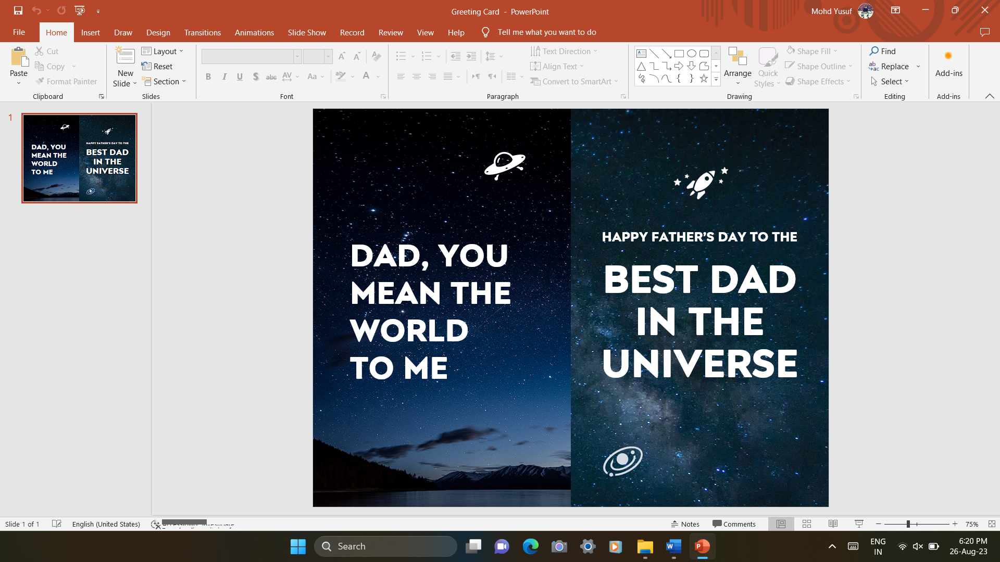 Greeting Card - PowerPoint
Mohd Yusuf
File
Home
Insert
Draw
Design
Transitions
Animations
Slide Show
Record
Review
View
Help
Tell me what you want to do
Paste
Cut
Copy
Format Painter
Clipboard
New
Slide
Layout
Reset
Section
Slides
B I U S abc AV Aa ab A
Font
Text Direction
Align Text
Convert to SmartArt
Paragraph
Arrange
Quick
Styles
Shape Fill
Shape Outline
Shape Effects
Drawing
Find
Replace
Select
Editing
Add-ins
Add-ins
1
DAD, YOU
MEAN THE
WORLD
TO ME
HAPPY FATHER'S DAY TO THE
BEST DAD
IN THE
UNIVERSE
DAD, YOU
MEAN THE
WORLD
TO ME
HAPPY FATHER’S DAY TO THE
BEST DAD
IN THE
UNIVERSE
Slide 1 of 1
English (United States)
Notes
Comments
75%
Search
ENG
IN
6:20 PM
26-Aug-23